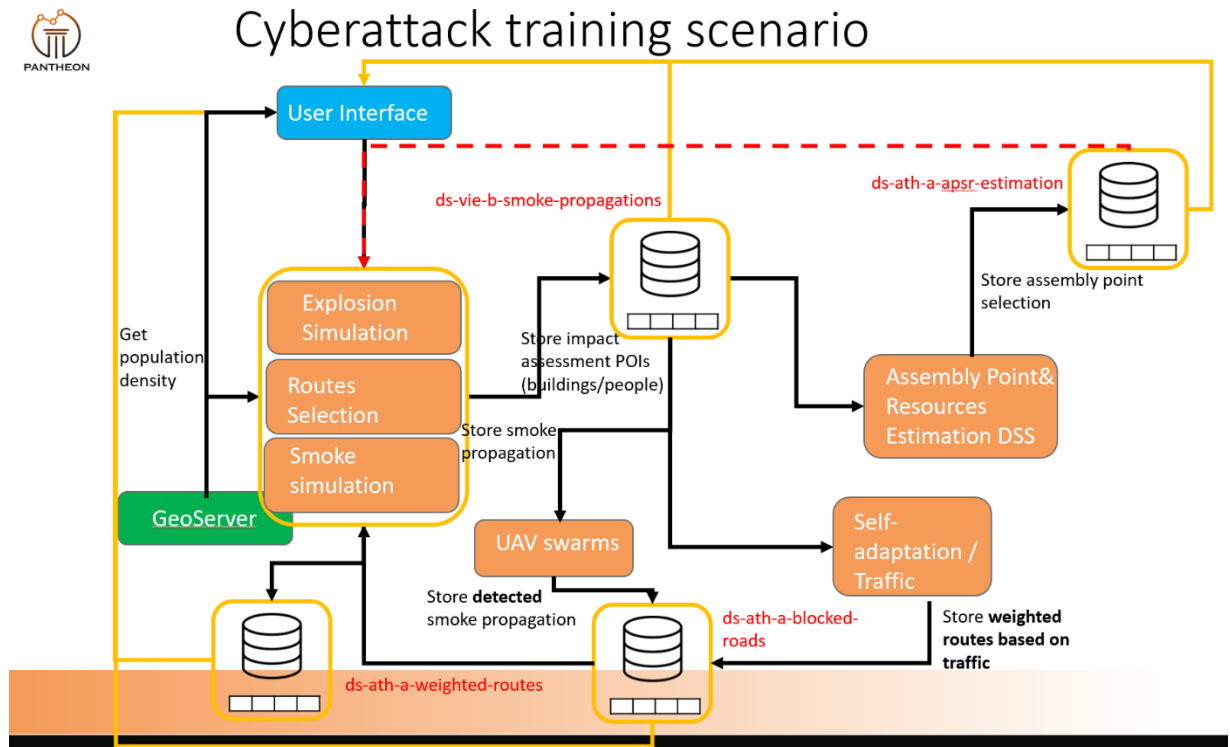 Cyberattack training scenario
PANTHEON
User Interface
ds-vie-b-smoke-propagations
ds-ath-a-apsr-estimation
Explosion
Simulation
Routes
Selection
Smoke
simulation
Get
population
density
GeoServer
Store impact
assessment POIs
(buildings/people)
Store smoke
propagation
Store assembly point
selection
Assembly Point&
Resources
Estimation DSS
UAV swarms
Self-
adaptation /
Traffic
Store detected
smoke propagation
ds-ath-a-blocked-
roads
Store weighted
routes based on
traffic
ds-ath-a-weighted-routes